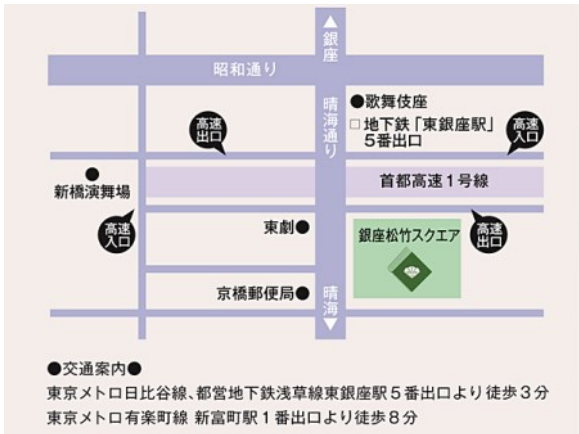 ▲銀座
昭和通り
晴海通り
●歌舞伎座
□ 地下鉄「東銀座駅」
5番出口
高速
出口
高速
入口
●
新橋演舞場
首都高速1号線
高速
入口
東劇●
銀座松竹スクエア
高速
出口
京橋郵便局●
晴海▼
●交通案内●
東京メトロ日比谷線、都営地下鉄浅草線東銀座駅5番出口より徒歩3分
東京メトロ有楽町線 新富町駅1番出口より徒歩8分